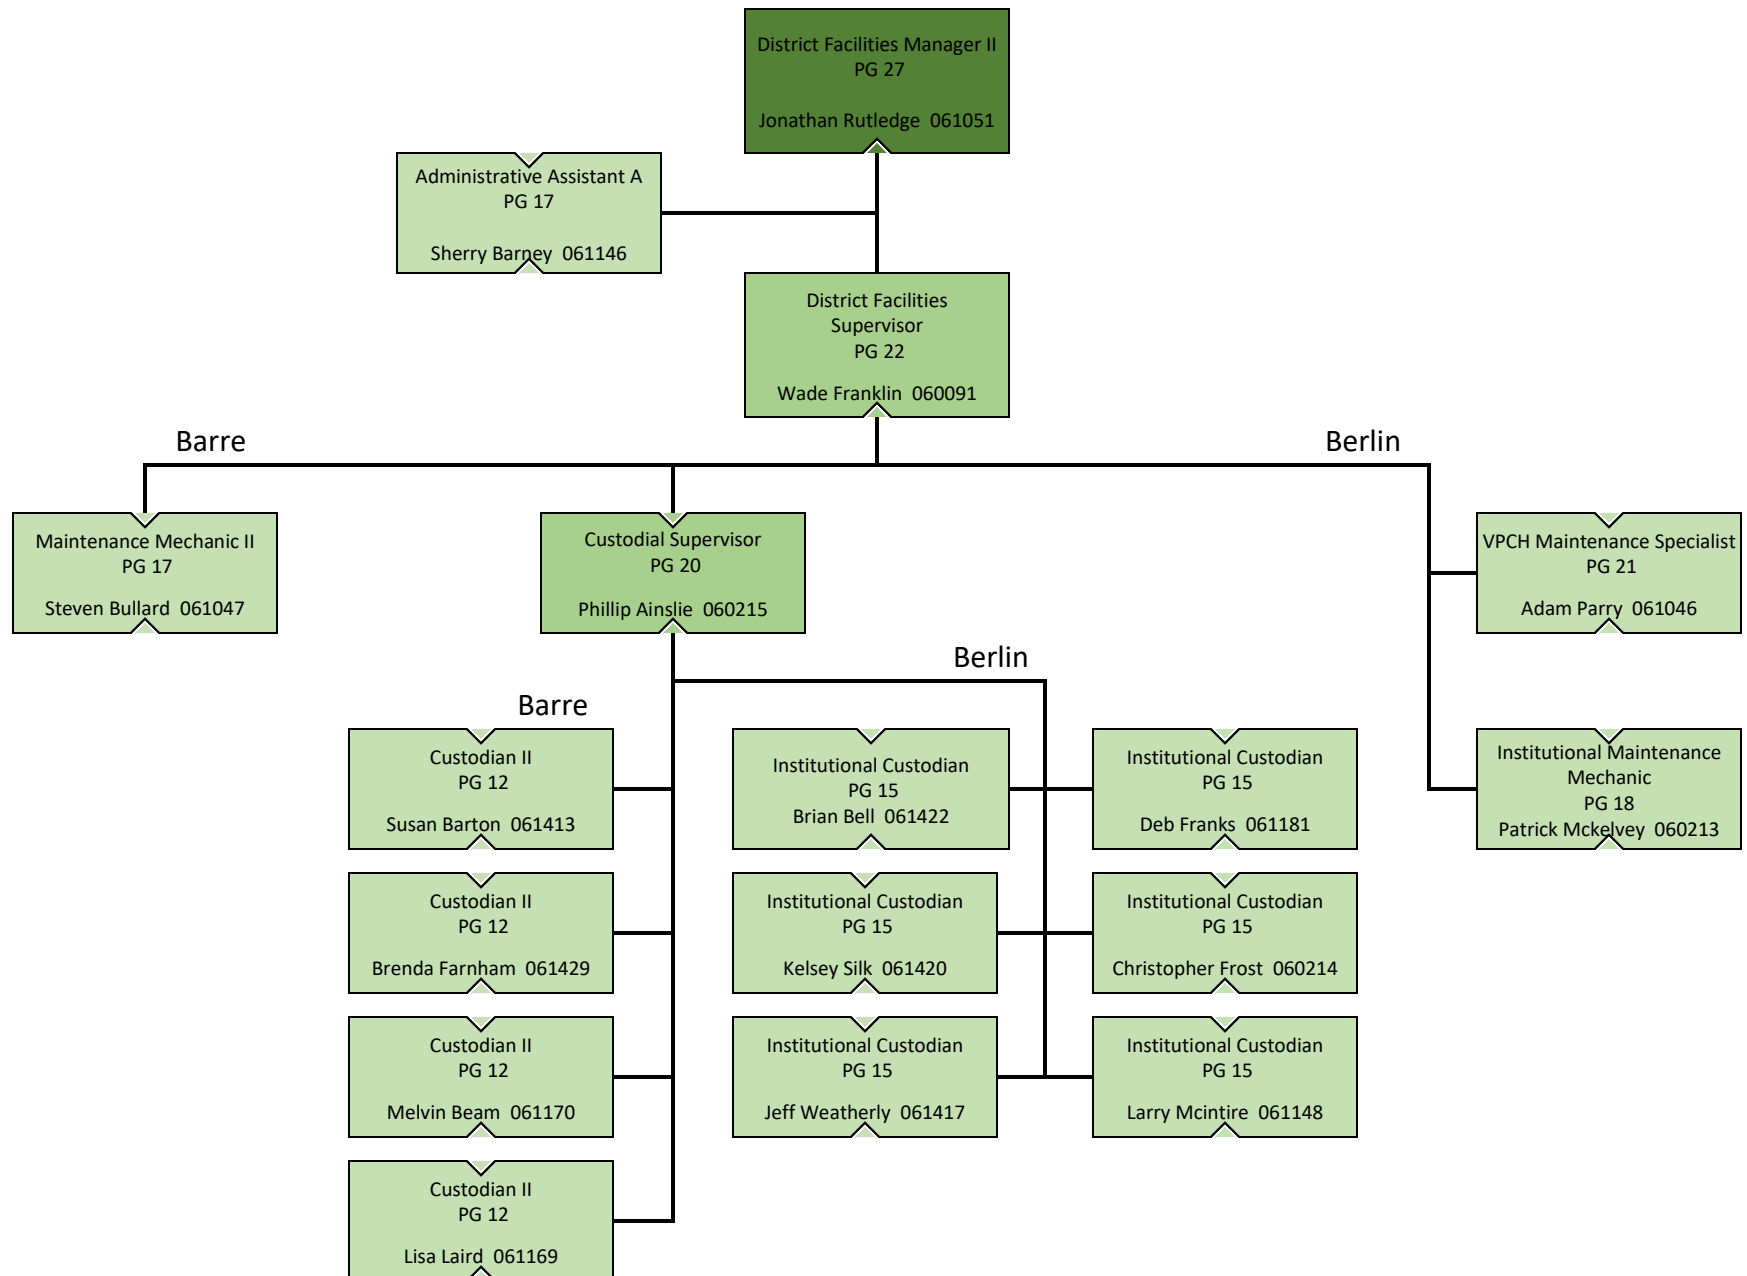 District Facilities Manager II
PG 27
Jonathan Rutledge 061051
Administrative Assistant A
PG 17
Sherry Barney 061146
District Facilities
Supervisor
PG 22
Wade Franklin 060091
Barre
Berlin
Maintenance Mechanic II
PG 17
Steven Bullard 061047
Custodial Supervisor
PG 20
Phillip Ainslie 060215
VPCH Maintenance Specialist
PG 21
Adam Parry 061046
Berlin
Barre
Custodian II
PG 12
Susan Barton 061413
Institutional Custodian
PG 15
Brian Bell 061422
Institutional Custodian
PG 15
Deb Franks 061181
Institutional Maintenance
Mechanic
PG 18
Patrick Mckelvey 060213
Custodian II
PG 12
Brenda Farnham 061429
Institutional Custodian
PG 15
Kelsey Silk 061420
Institutional Custodian
PG 15
Christopher Frost 060214
Custodian II
PG 12
Melvin Beam 061170
Institutional Custodian
PG 15
Jeff Weatherly 061417
Institutional Custodian
PG 15
Larry Mcintire 061148
Custodian II
PG 12
Lisa Laird 061169